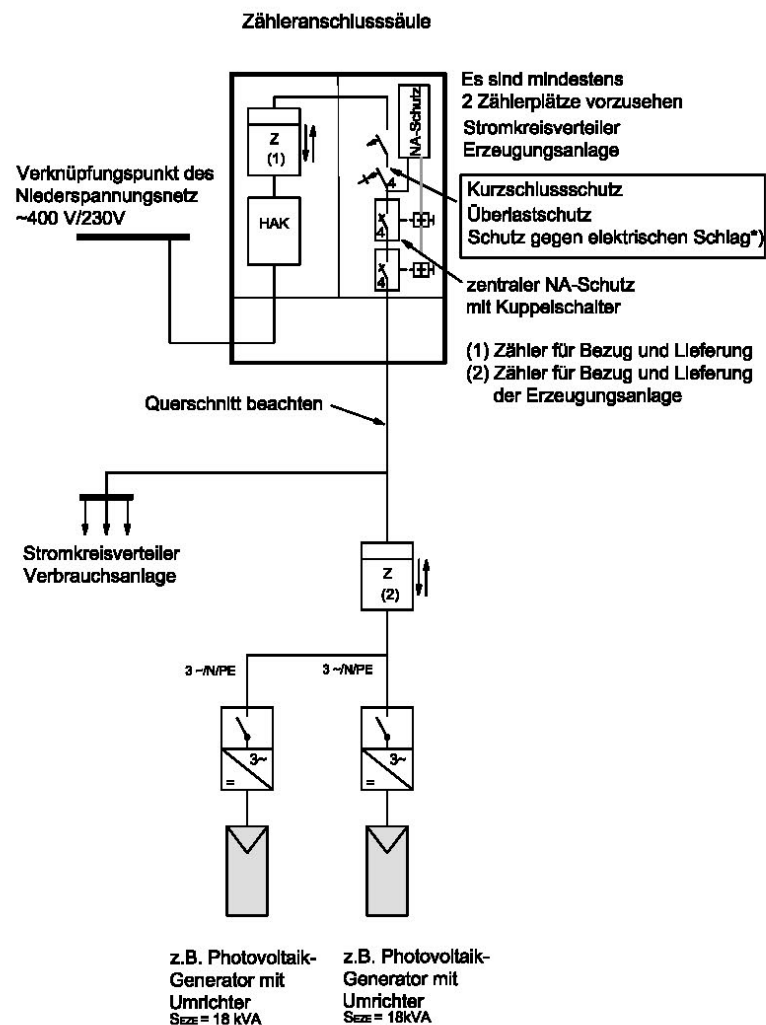 Zähleranschlusssäule
Es sind mindestens
2 Zählerplätze vorzusehen
Stromkreisverteiler
Erzeugungsanlage
NA-Schutz
Z
(1)
HAK
4
4
4
Verknüpfungspunkt des
Niederspannungsnetz
~400 V/230V
Kurzschlussschutz
Überlastschutz
Schutz gegen elektrischen Schlag*)
zentraler NA-Schutz
mit Kuppelschalter
(1) Zähler für Bezug und Lieferung
(2) Zähler für Bezug und Lieferung
der Erzeugungsanlage
Querschnitt beachten
Stromkreisverteiler
Verbrauchsanlage
Z
(2)
3 ~/N/PE
3 ~/N/PE
3~
=
3~
=
z.B. Photovoltaik-
Generator mit
Umrichter
SEZE = 18 kVA
z.B. Photovoltaik-
Generator mit
Umrichter
SEZE = 18kVA